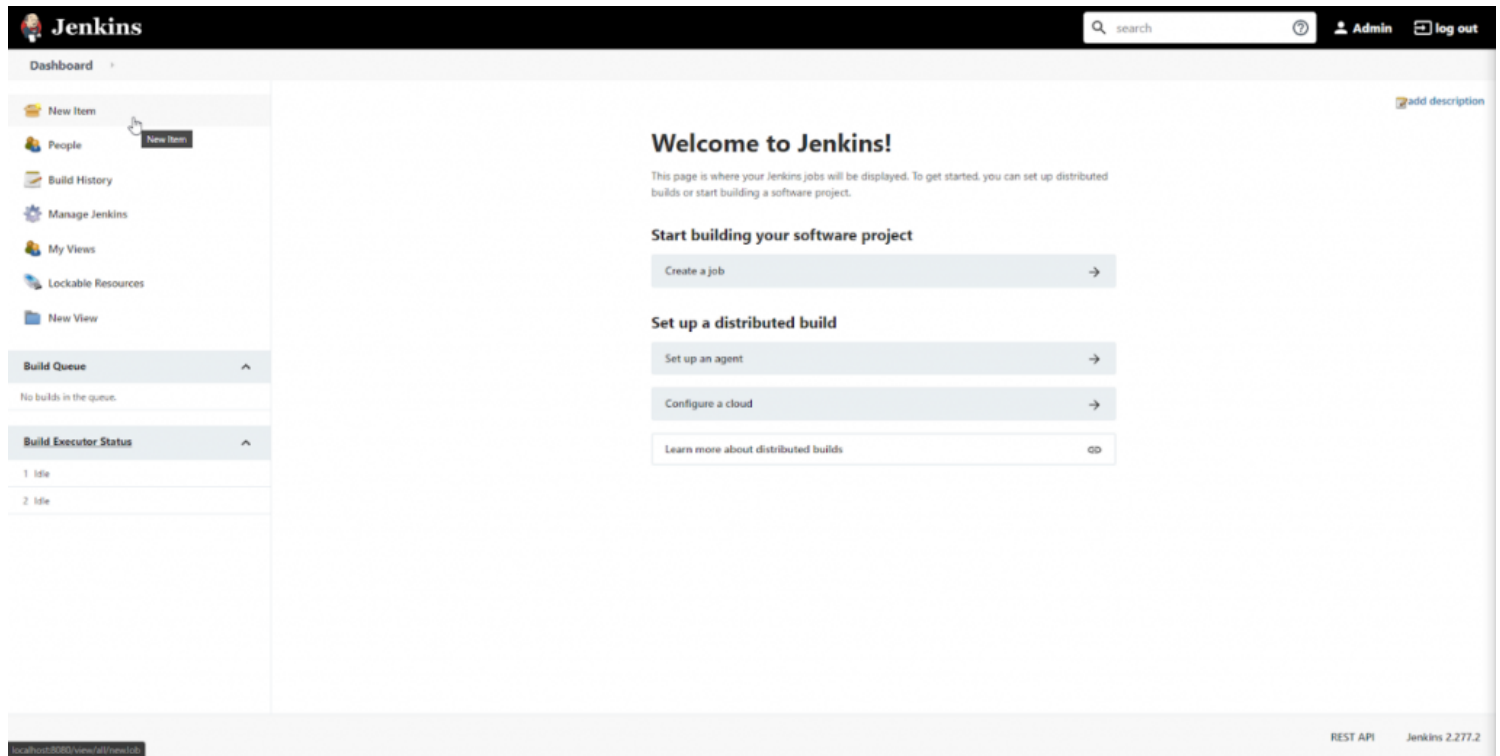 Jenkins
search
Admin
log out
Dashboard
New Item
New Item
People
Build History
Manage Jenkins
My Views
Lockable Resources
New View
Build Queue
No builds in the queue.
Build Executor Status
1 Idle
2 Idle
add description
Welcome to Jenkins!
This page is where your Jenkins jobs will be displayed. To get started, you can set up distributed
builds or start building a software project.
Start building your software project
Create a job
Set up a distributed build
Set up an agent
Configure a cloud
Learn more about distributed builds
REST API
Jenkins 2.277.2
localhost:8080/view/all/newJob